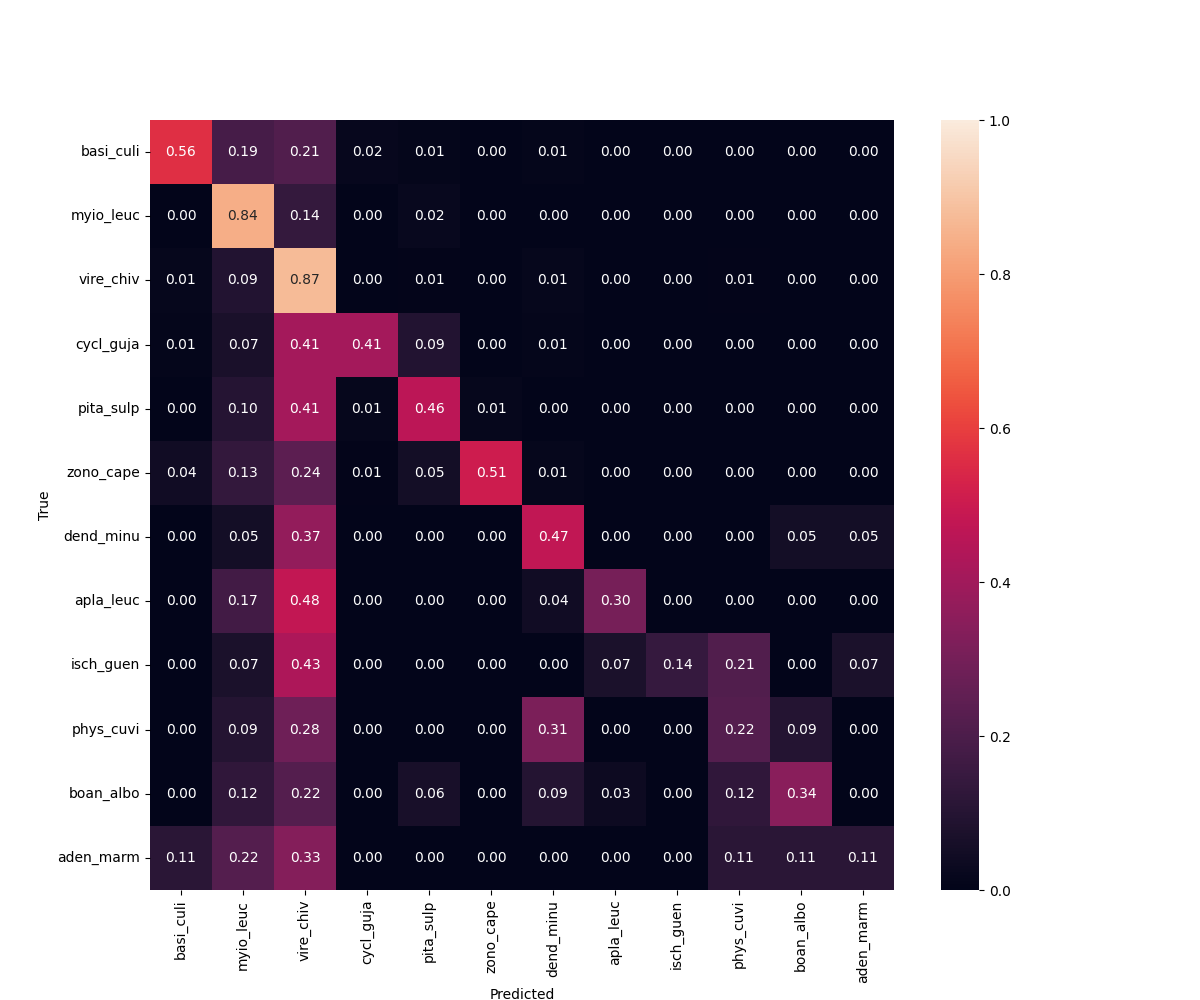 basi_culi 0.56 0.19 0.21 0.02 0.01 0.00 0.01 0.00 0.00 0.00 0.00 0.00
myio_leuc 0.00 0.84 0.14 0.00 0.02 0.00 0.00 0.00 0.00 0.00 0.00 0.00
vire_chiv 0.01 0.09 0.87 0.00 0.01 0.00 0.01 0.00 0.00 0.01 0.00 0.00
cycl_guja 0.01 0.07 0.41 0.41 0.09 0.00 0.01 0.00 0.00 0.00 0.00 0.00
pita_sulp 0.00 0.10 0.41 0.01 0.46 0.01 0.00 0.00 0.00 0.00 0.00 0.00
zono_cape 0.04 0.13 0.24 0.01 0.05 0.51 0.01 0.00 0.00 0.00 0.00 0.00
dend_minu 0.00 0.05 0.37 0.00 0.00 0.00 0.47 0.00 0.00 0.00 0.05 0.05
apla_leuc 0.00 0.17 0.48 0.00 0.00 0.00 0.04 0.30 0.00 0.00 0.00 0.00
isch_guen 0.00 0.07 0.43 0.00 0.00 0.00 0.00 0.07 0.14 0.21 0.00 0.07
phys_cuvi 0.00 0.09 0.28 0.00 0.00 0.00 0.31 0.00 0.00 0.22 0.09 0.00
boan_albo 0.00 0.12 0.22 0.00 0.06 0.00 0.09 0.03 0.00 0.12 0.34 0.00
aden_marm 0.11 0.22 0.33 0.00 0.00 0.00 0.00 0.00 0.00 0.11 0.11 0.11
basi_culi myio_leuc vire_chiv cycl_guja pita_sulp zono_cape dend_minu apla_leuc isch_guen phys_cuvi boan_albo aden_marm
Predicted
True
1.0
0.8
0.6
0.4
0.2
0.0